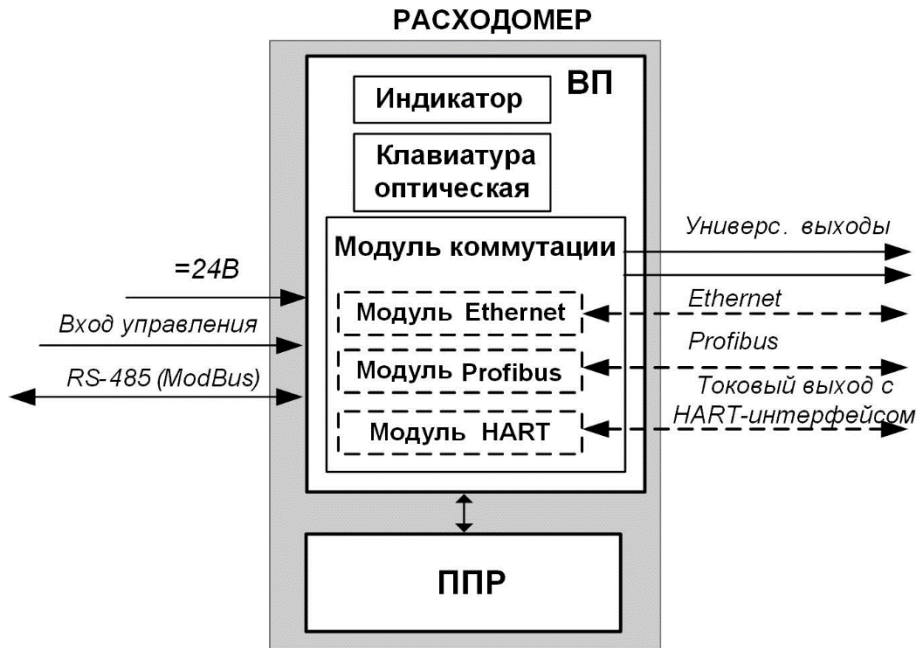 РАСХОДОМЕР
ВП
Индикатор
Клавиатура
оптическая
Модуль коммутации
Модуль Ethernet
Модуль Profibus
Модуль HART
=24В
Вход управления
RS-485 (ModBus)
Универс. выходы
Ethernet
Profibus
Токовый выход с
HART-интерфейсом
ППР